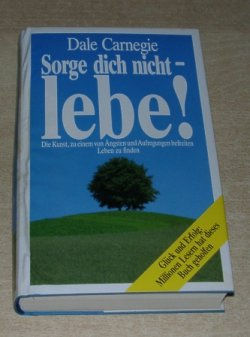 Dale Carnegie
Sorge dich nicht –
lebe!
Die Kunst, zu einem von Ängsten und Aufregungen befreiten
Leben zu finden
Glück und Erfolg:
Millionen Lesern hat dieses
Buch geholfen